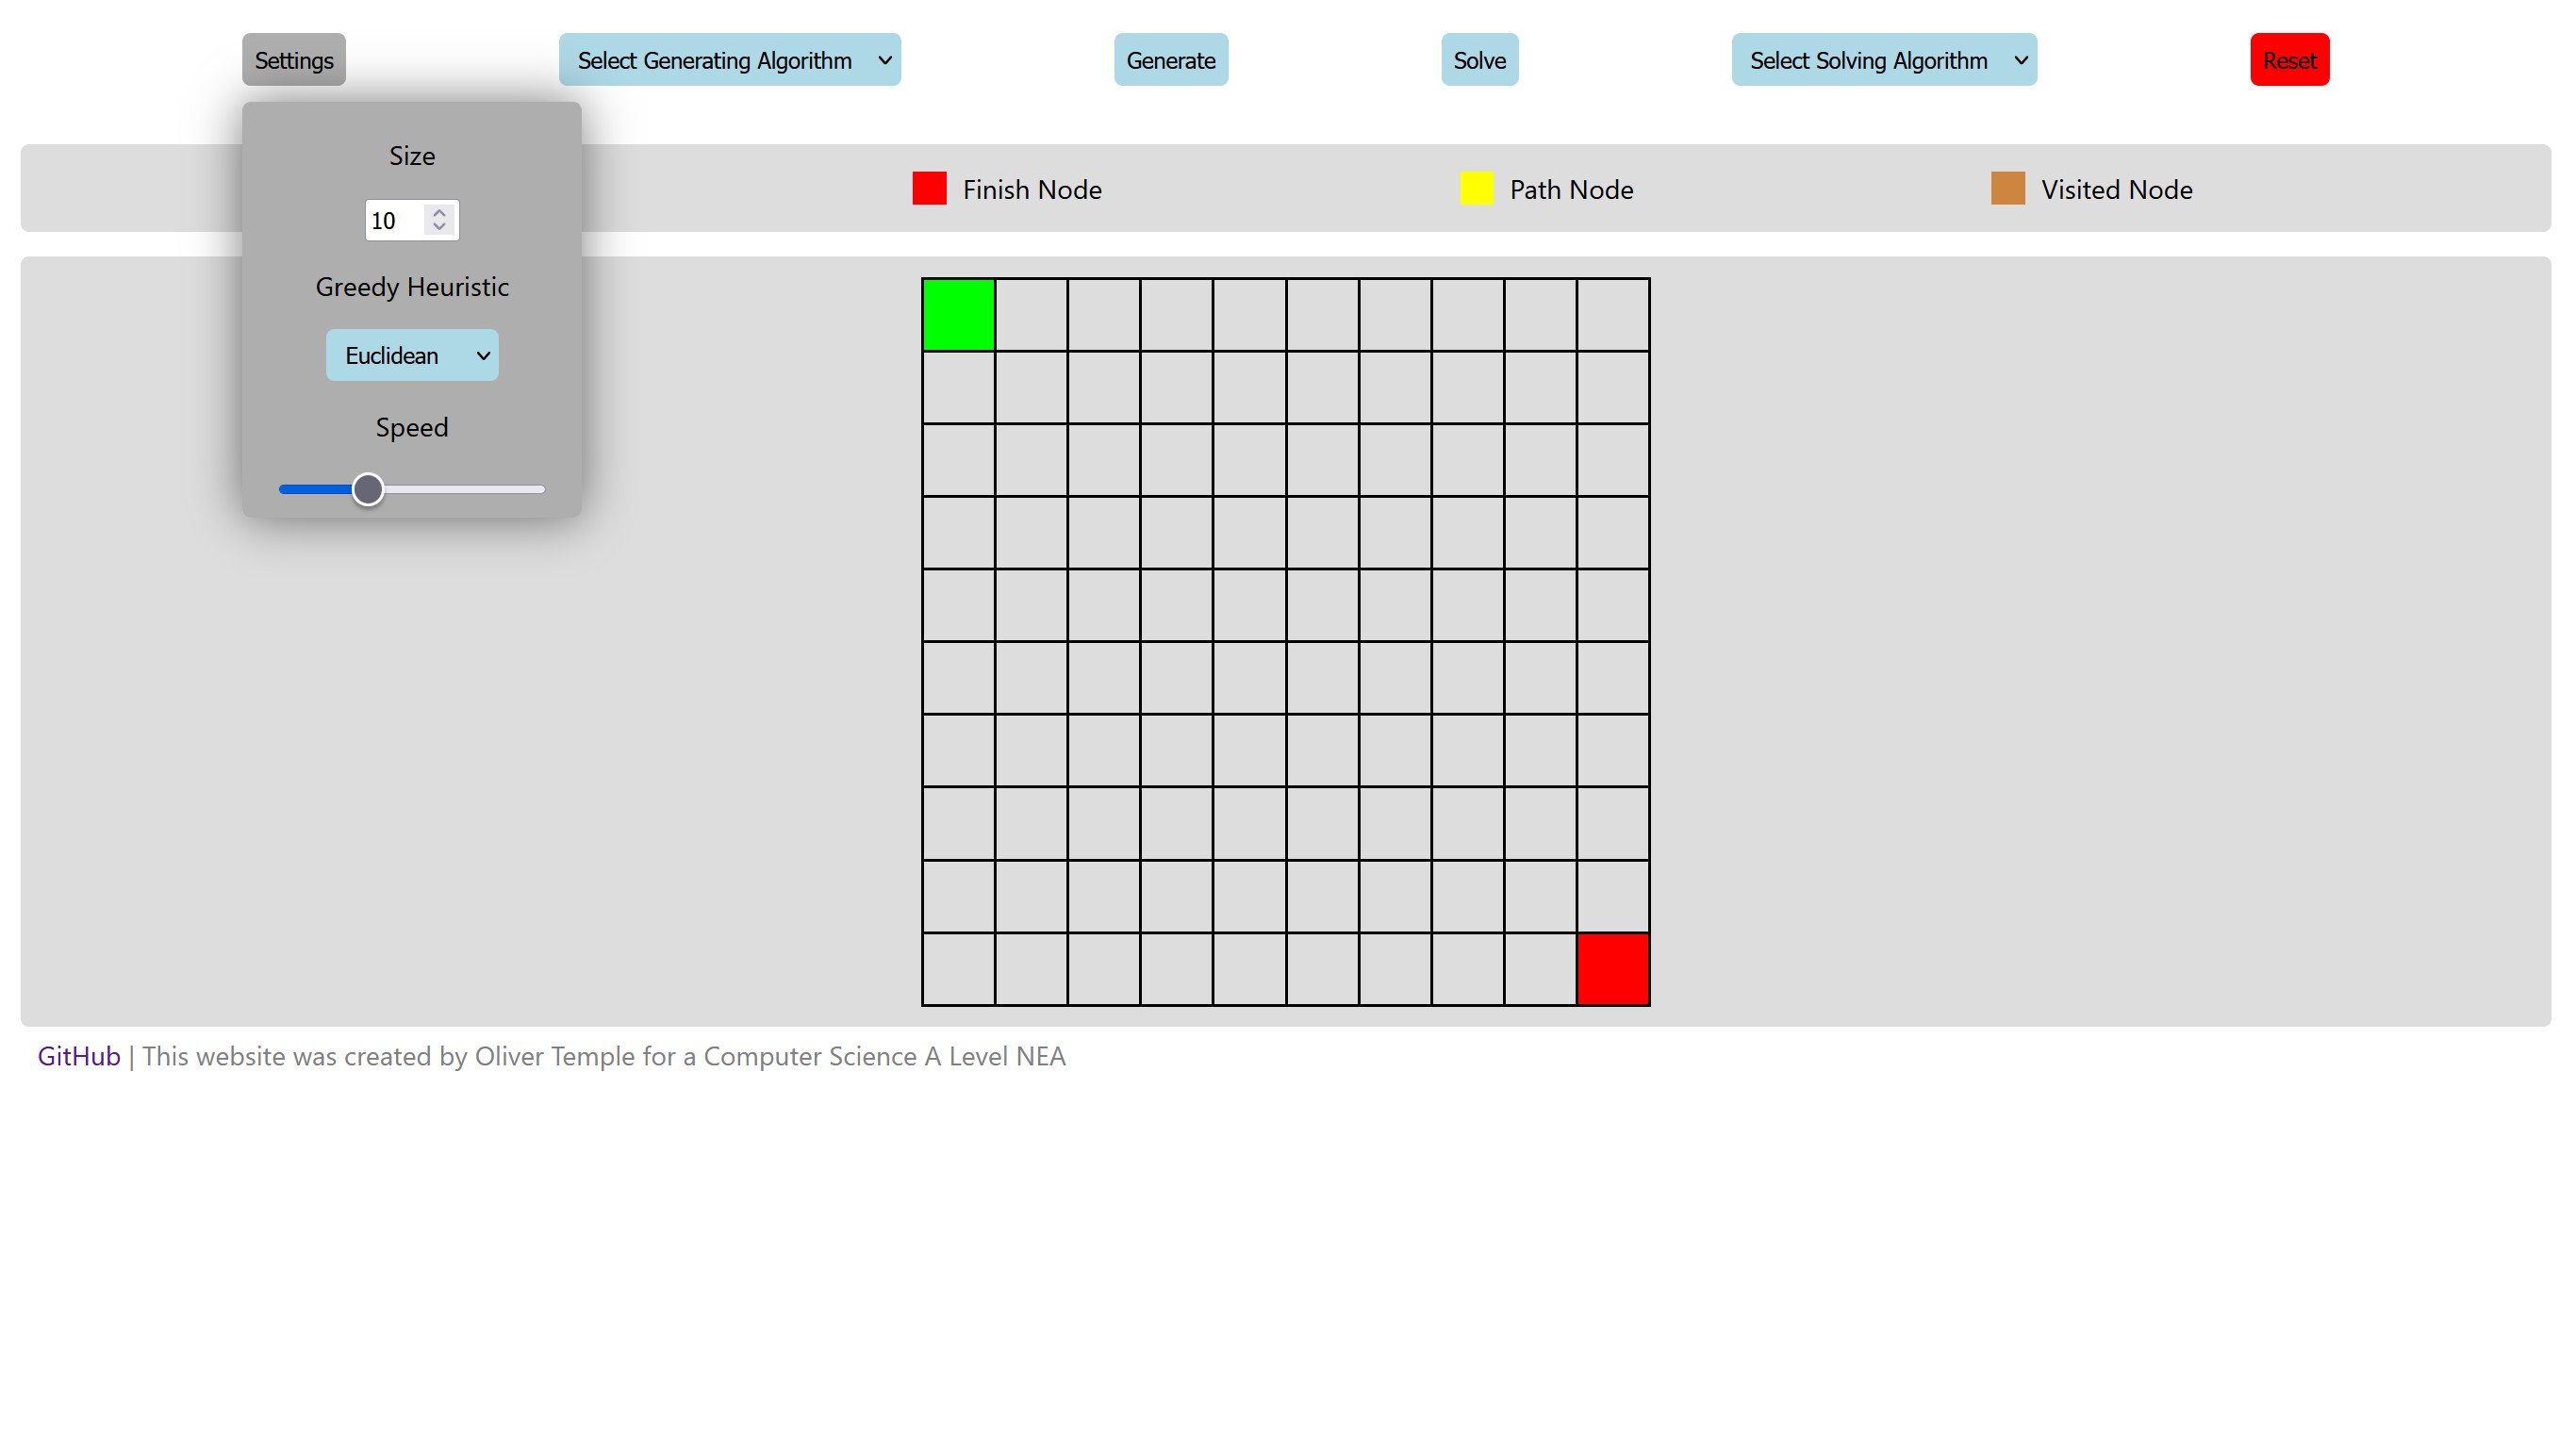 Settings
Select Generating Algorithm
Generate
Solve
Select Solving Algorithm
Reset
Size
10
Greedy Heuristic
Euclidean
Speed
Finish Node
Path Node
Visited Node
GitHub | This website was created by Oliver Temple for a Computer Science A Level NEA